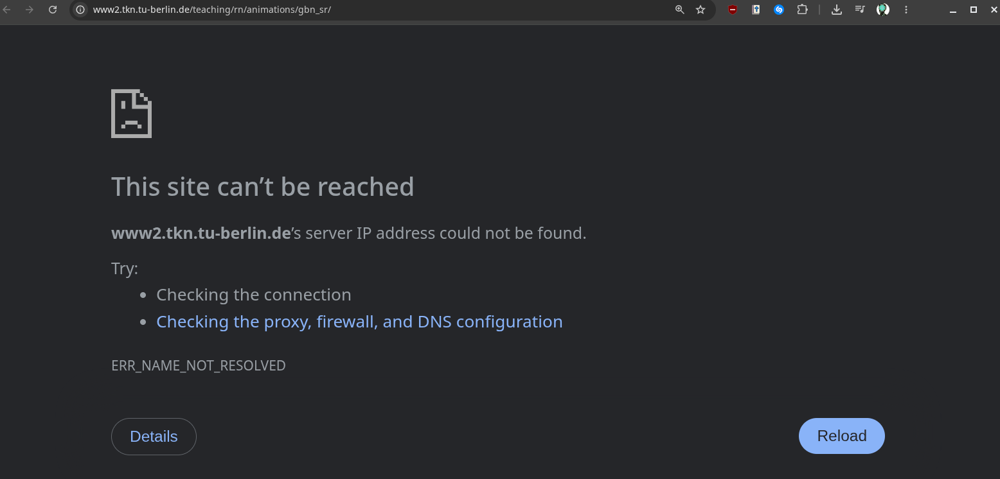 www2.tkn.tu-berlin.de/teaching/rn/animations/gbn_sr/
This site can’t be reached
www2.tkn.tu-berlin.de’s server IP address could not be found.
Try:
Checking the connection
Checking the proxy, firewall, and DNS configuration
ERR_NAME_NOT_RESOLVED
Details
Reload